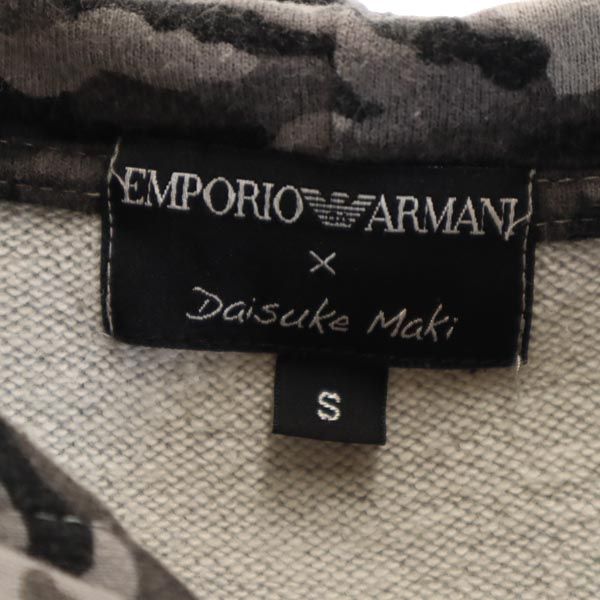 EMPORIO ARMANI
×
Daisuke Maki
S